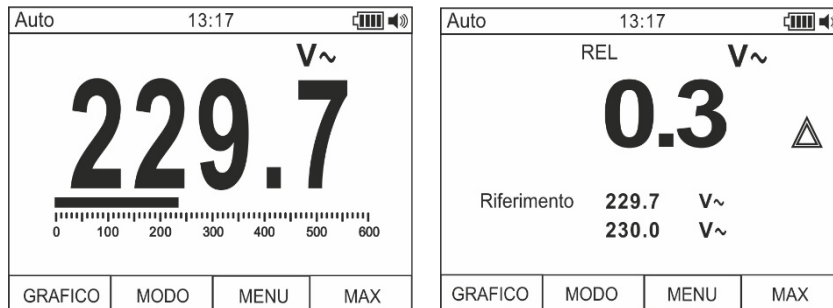 Auto 13:17
V~
229.7
0 100 200 300 400 500 600
GRAFICO MODO MENU MAX
Auto 13:17
REL V~
0.3
Riferimento 229.7 V~
230.0 V~
GRAFICO MODO MENU MAX